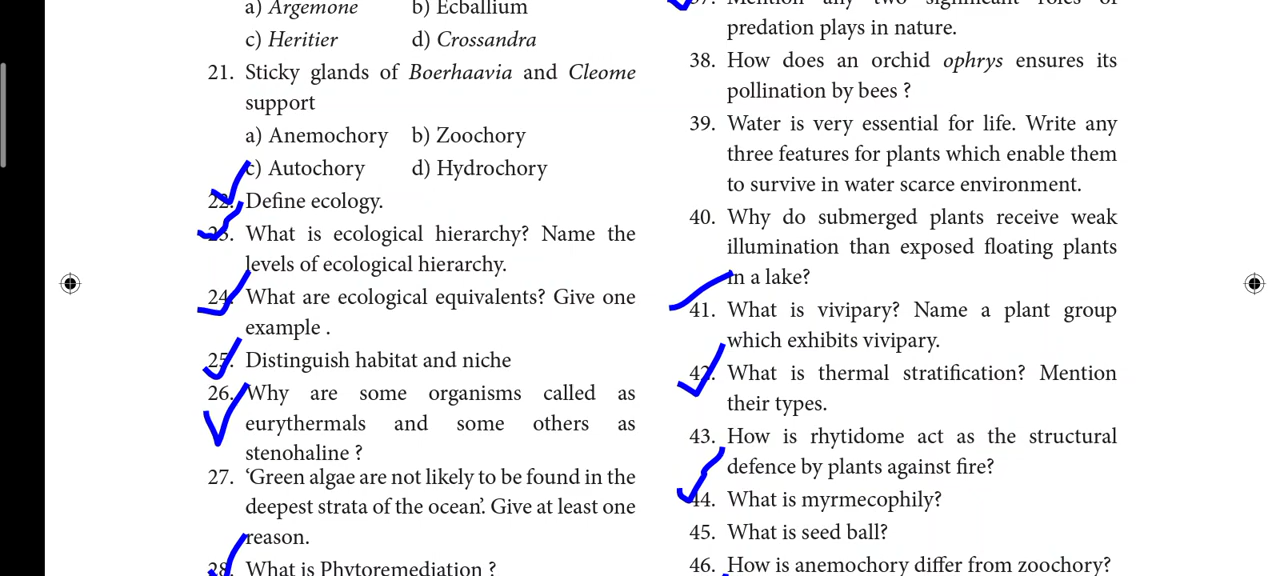 a) Argemone b) Ecballium
c) Heritier d) Crossandra
21. Sticky glands of Boerhaavia and Cleome
support
a) Anemochory b) Zoochory
c) Autochory d) Hydrochory
22. Define ecology.
23. What is ecological hierarchy? Name the
levels of ecological hierarchy.
24. What are ecological equivalents? Give one
example .
25. Distinguish habitat and niche
26. Why are some organisms called as
eurythermals and some others as
stenohaline ?
27. ‘Green algae are not likely to be found in the
deepest strata of the ocean’. Give at least one
reason.
28. What is Phytoremediation ?
37. Mention any two significant roles of
predation plays in nature.
38. How does an orchid ophrys ensures its
pollination by bees ?
39. Water is very essential for life. Write any
three features for plants which enable them
to survive in water scarce environment.
40. Why do submerged plants receive weak
illumination than exposed floating plants
in a lake?
41. What is vivipary? Name a plant group
which exhibits vivipary.
42. What is thermal stratification? Mention
their types.
43. How is rhytidome act as the structural
defence by plants against fire?
44. What is myrmecophily?
45. What is seed ball?
46. How is anemochory differ from zoochory?